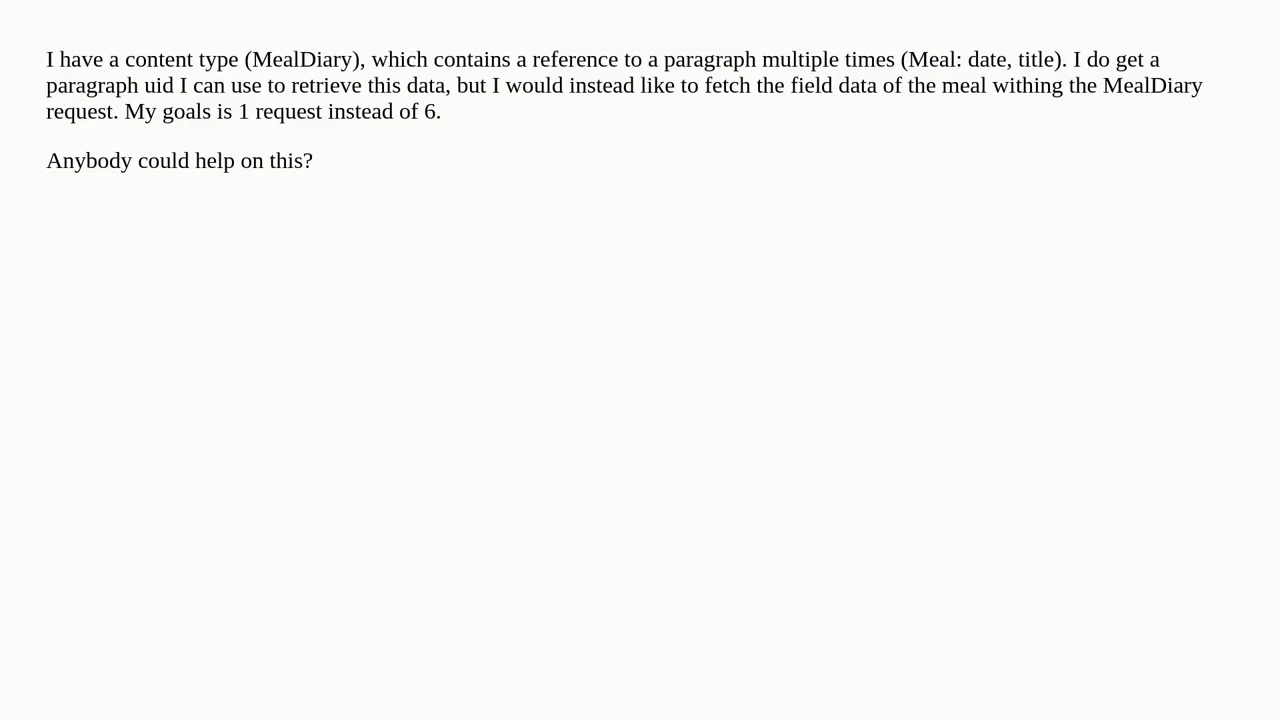 I have a content type (MealDiary), which contains a reference to a paragraph multiple times (Meal: date, title). I do get a
paragraph uid I can use to retrieve this data, but I would instead like to fetch the field data of the meal withing the MealDiary
request. My goals is 1 request instead of 6.
Anybody could help on this?